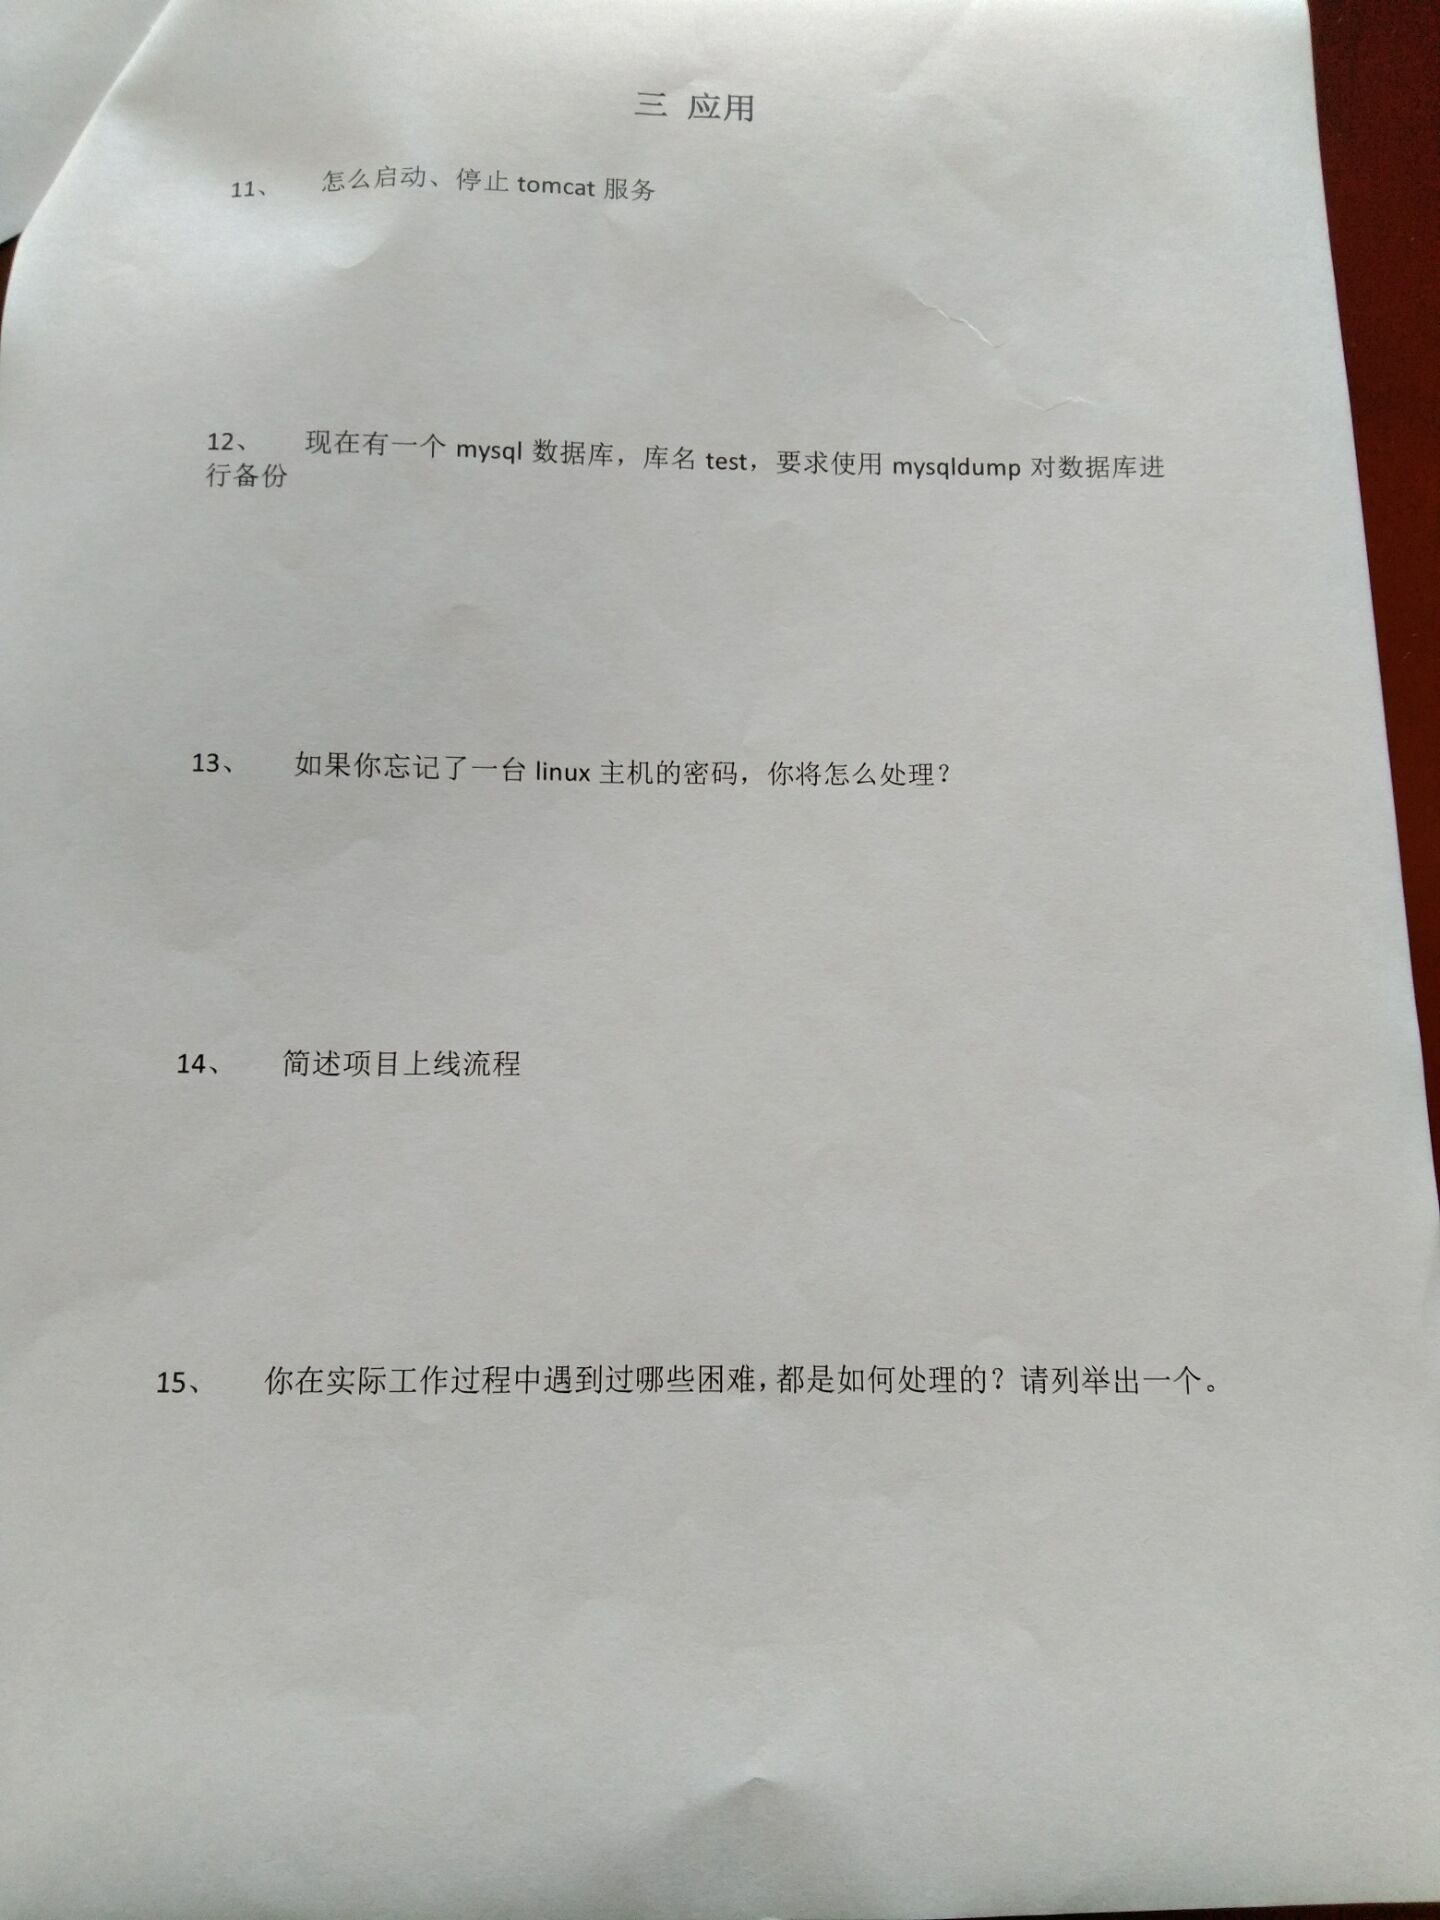 三 应用
11、 怎么启动、停止 tomcat 服务
12、 现在有一个 mysql 数据库，库名 test，要求使用 mysqldump 对数据库进
行备份
13、 如果你忘记了一台 linux 主机的密码，你将怎么处理？
14、 简述项目上线流程
15、 你在实际工作过程中遇到过哪些困难，都是如何处理的？请列举出一个。